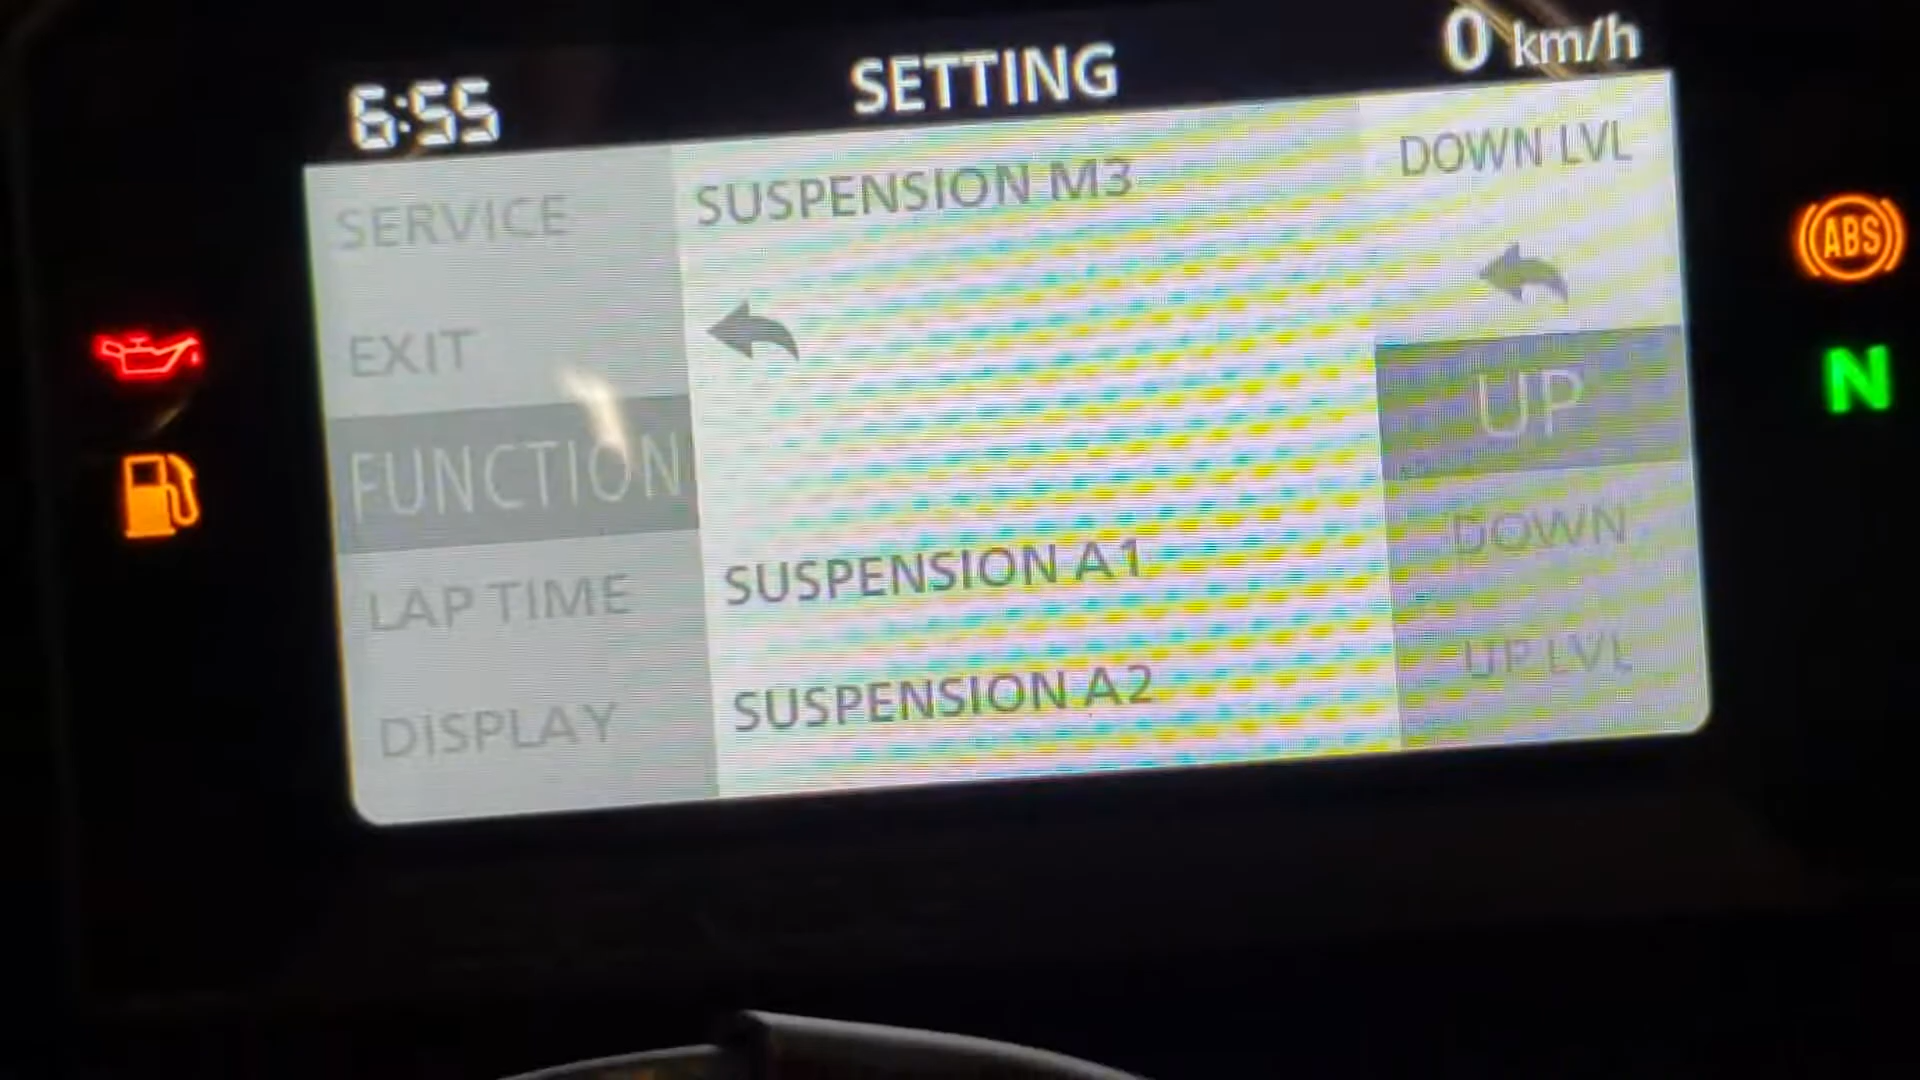 6:55
SETTING
0 km/h
SERVICE
EXIT
FUNCTION
LAP TIME
DISPLAY
SUSPENSION M3
SUSPENSION A1
SUSPENSION A2
DOWN LVL
UP
DOWN
UP LVL
ABS
N